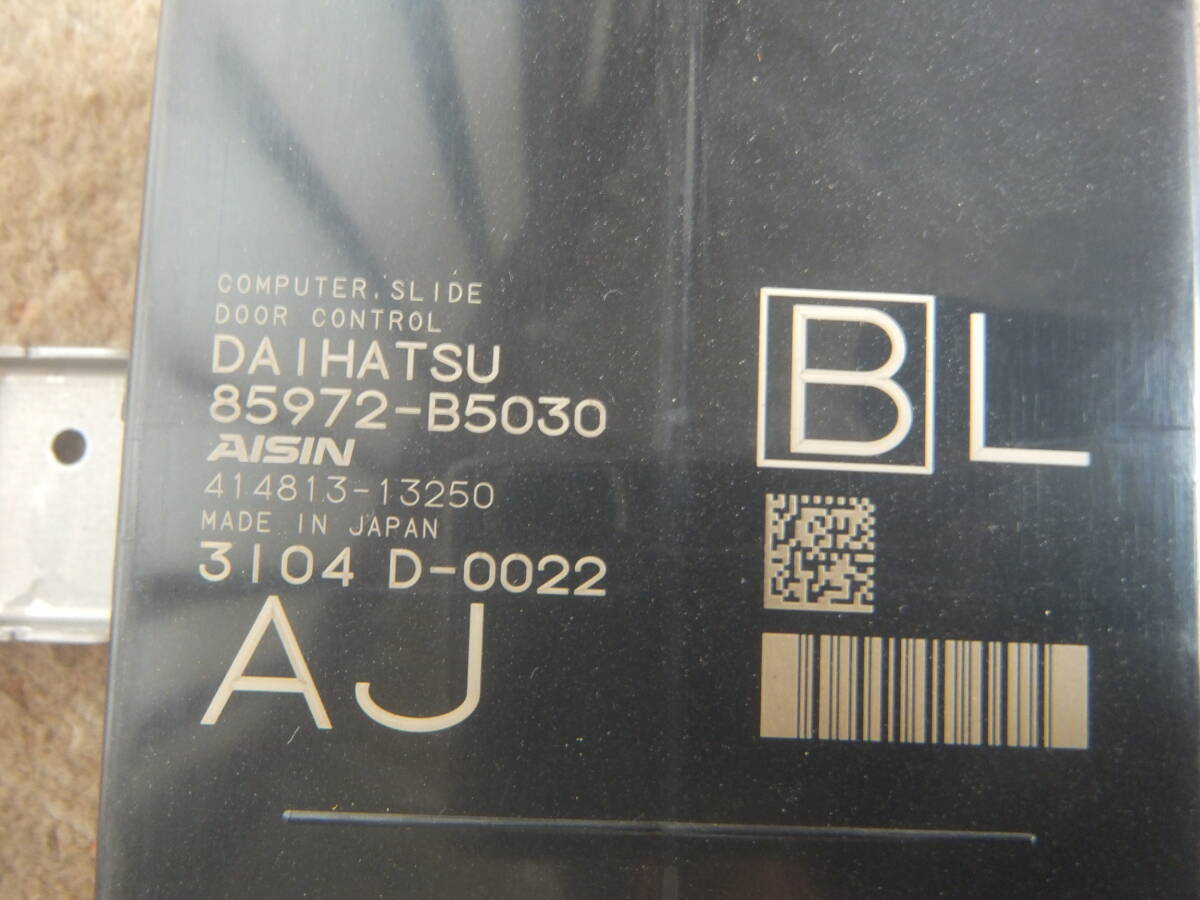 COMPUTER, SLIDE
DOOR CONTROL
DAIHATSU
85972-B5030
AISIN
414813-13250
MADE IN JAPAN
3104 D-0022
AJ
BL